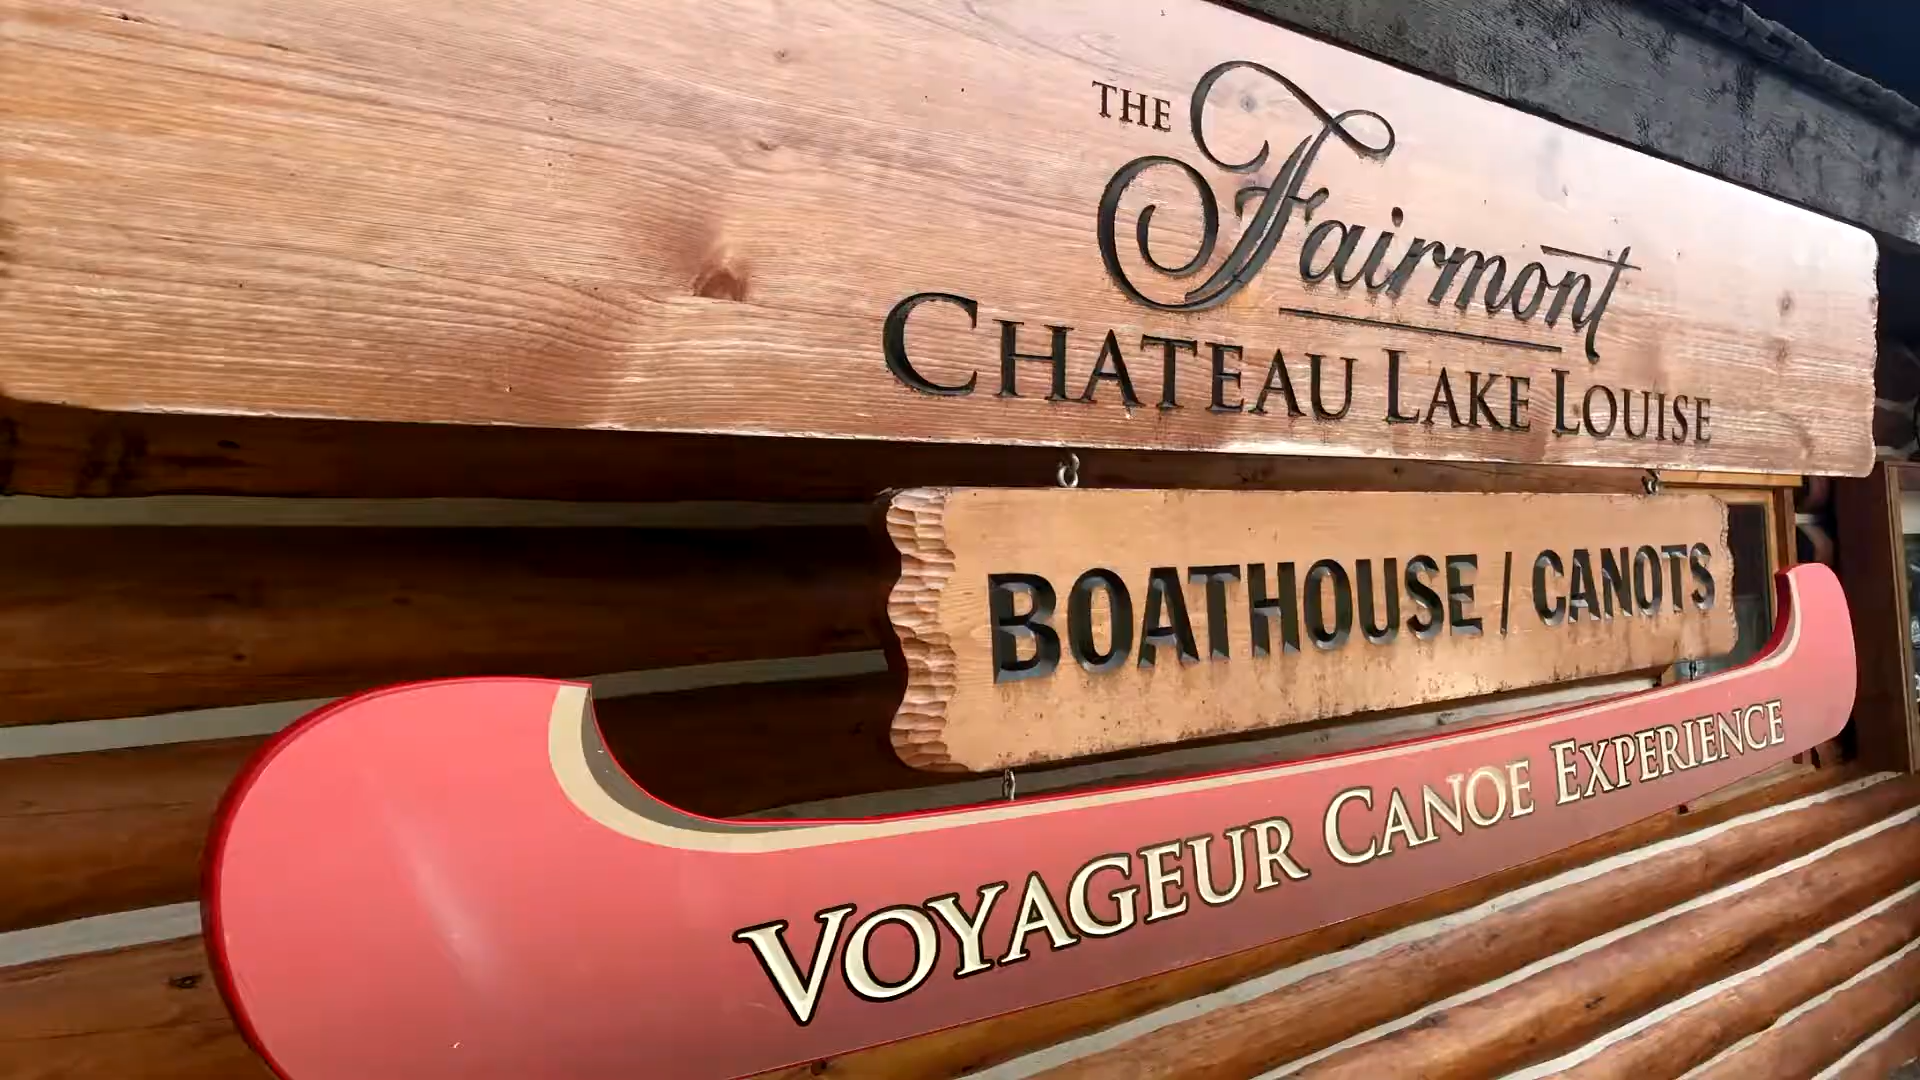 THE Fairmont
CHATEAU LAKE LOUISE
BOATHOUSE / CANOTS
VOYAGEUR CANOE EXPERIENCE